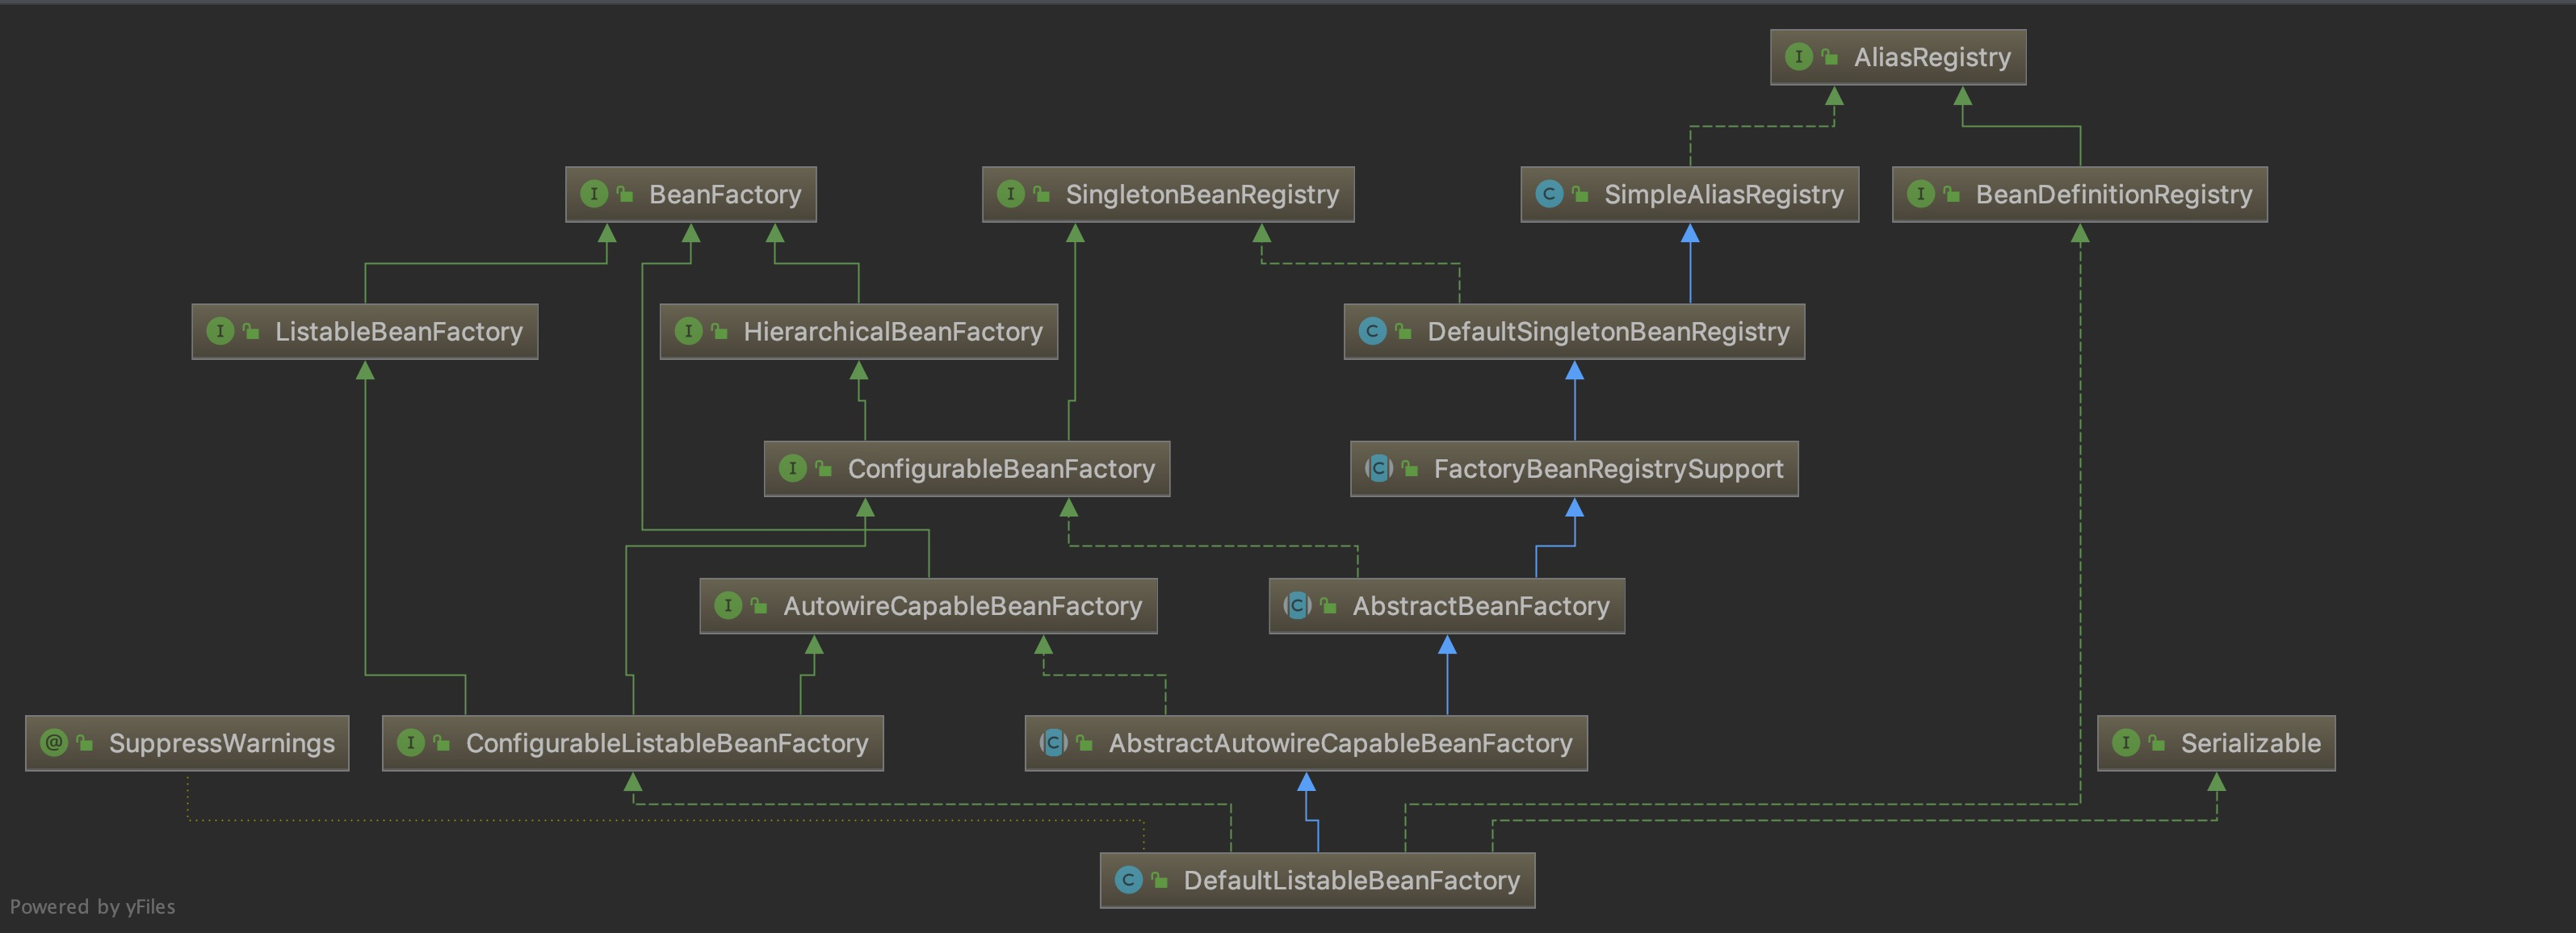 I AliasRegistry
I BeanFactory
I SingletonBeanRegistry
C SimpleAliasRegistry
I BeanDefinitionRegistry
I ListableBeanFactory
I HierarchicalBeanFactory
C DefaultSingletonBeanRegistry
I ConfigurableBeanFactory
C FactoryBeanRegistrySupport
I AutowireCapableBeanFactory
C AbstractBeanFactory
@ SuppressWarnings
I ConfigurableListableBeanFactory
C AbstractAutowireCapableBeanFactory
I Serializable
C DefaultListableBeanFactory
Powered by yFiles